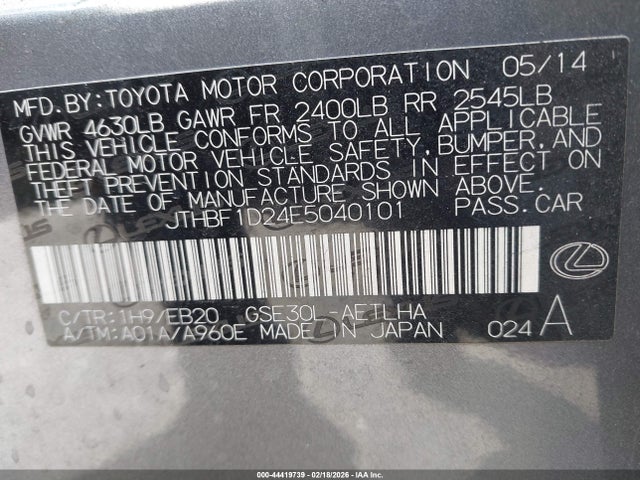 MFD.BY:TOYOTA MOTOR CORPORATION 05/14
GVWR 4630LB GAWR FR 2400LB RR 2545LB
THIS VEHICLE CONFORMS TO ALL APPLICABLE
FEDERAL MOTOR VEHICLE SAFETY,BUMPER,AND
THEFT PREVENTION STANDARDS IN EFFECT ON
THE DATE OF MANUFACTURE SHOWN ABOVE.
JTHBF1D24E5040101 PASS.CAR
C/TR:1H9/EB20 GSE30L-AETLHA
A/TM:A01A/A960E MADE IN JAPAN 024A
000-44419739 - 02/18/2026 - IAA Inc.